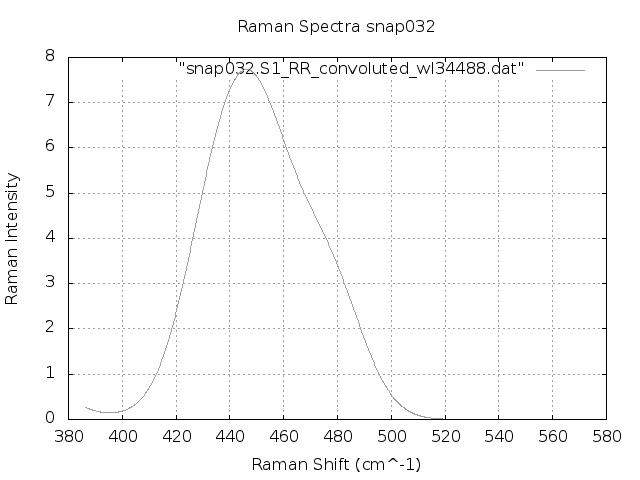 Raman Spectra snap032
"snap032.S1_RR_convoluted_wl34488.dat"
8
7
6
5
4
3
2
1
0
Raman Intensity
380 400 420 440 460 480 500 520 540 560 580
Raman Shift (cm^-1)